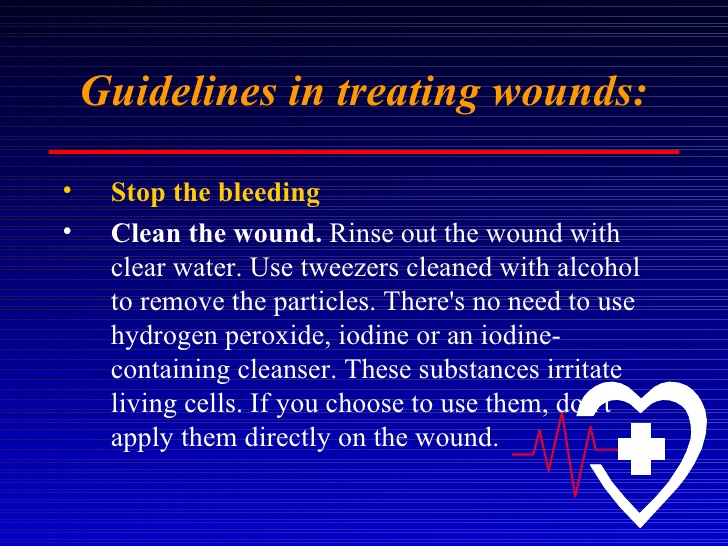 Guidelines in treating wounds:
• Stop the bleeding
• Clean the wound. Rinse out the wound with
clear water. Use tweezers cleaned with alcohol
to remove the particles. There's no need to use
hydrogen peroxide, iodine or an iodine-
containing cleanser. These substances irritate
living cells. If you choose to use them, don't
apply them directly on the wound.